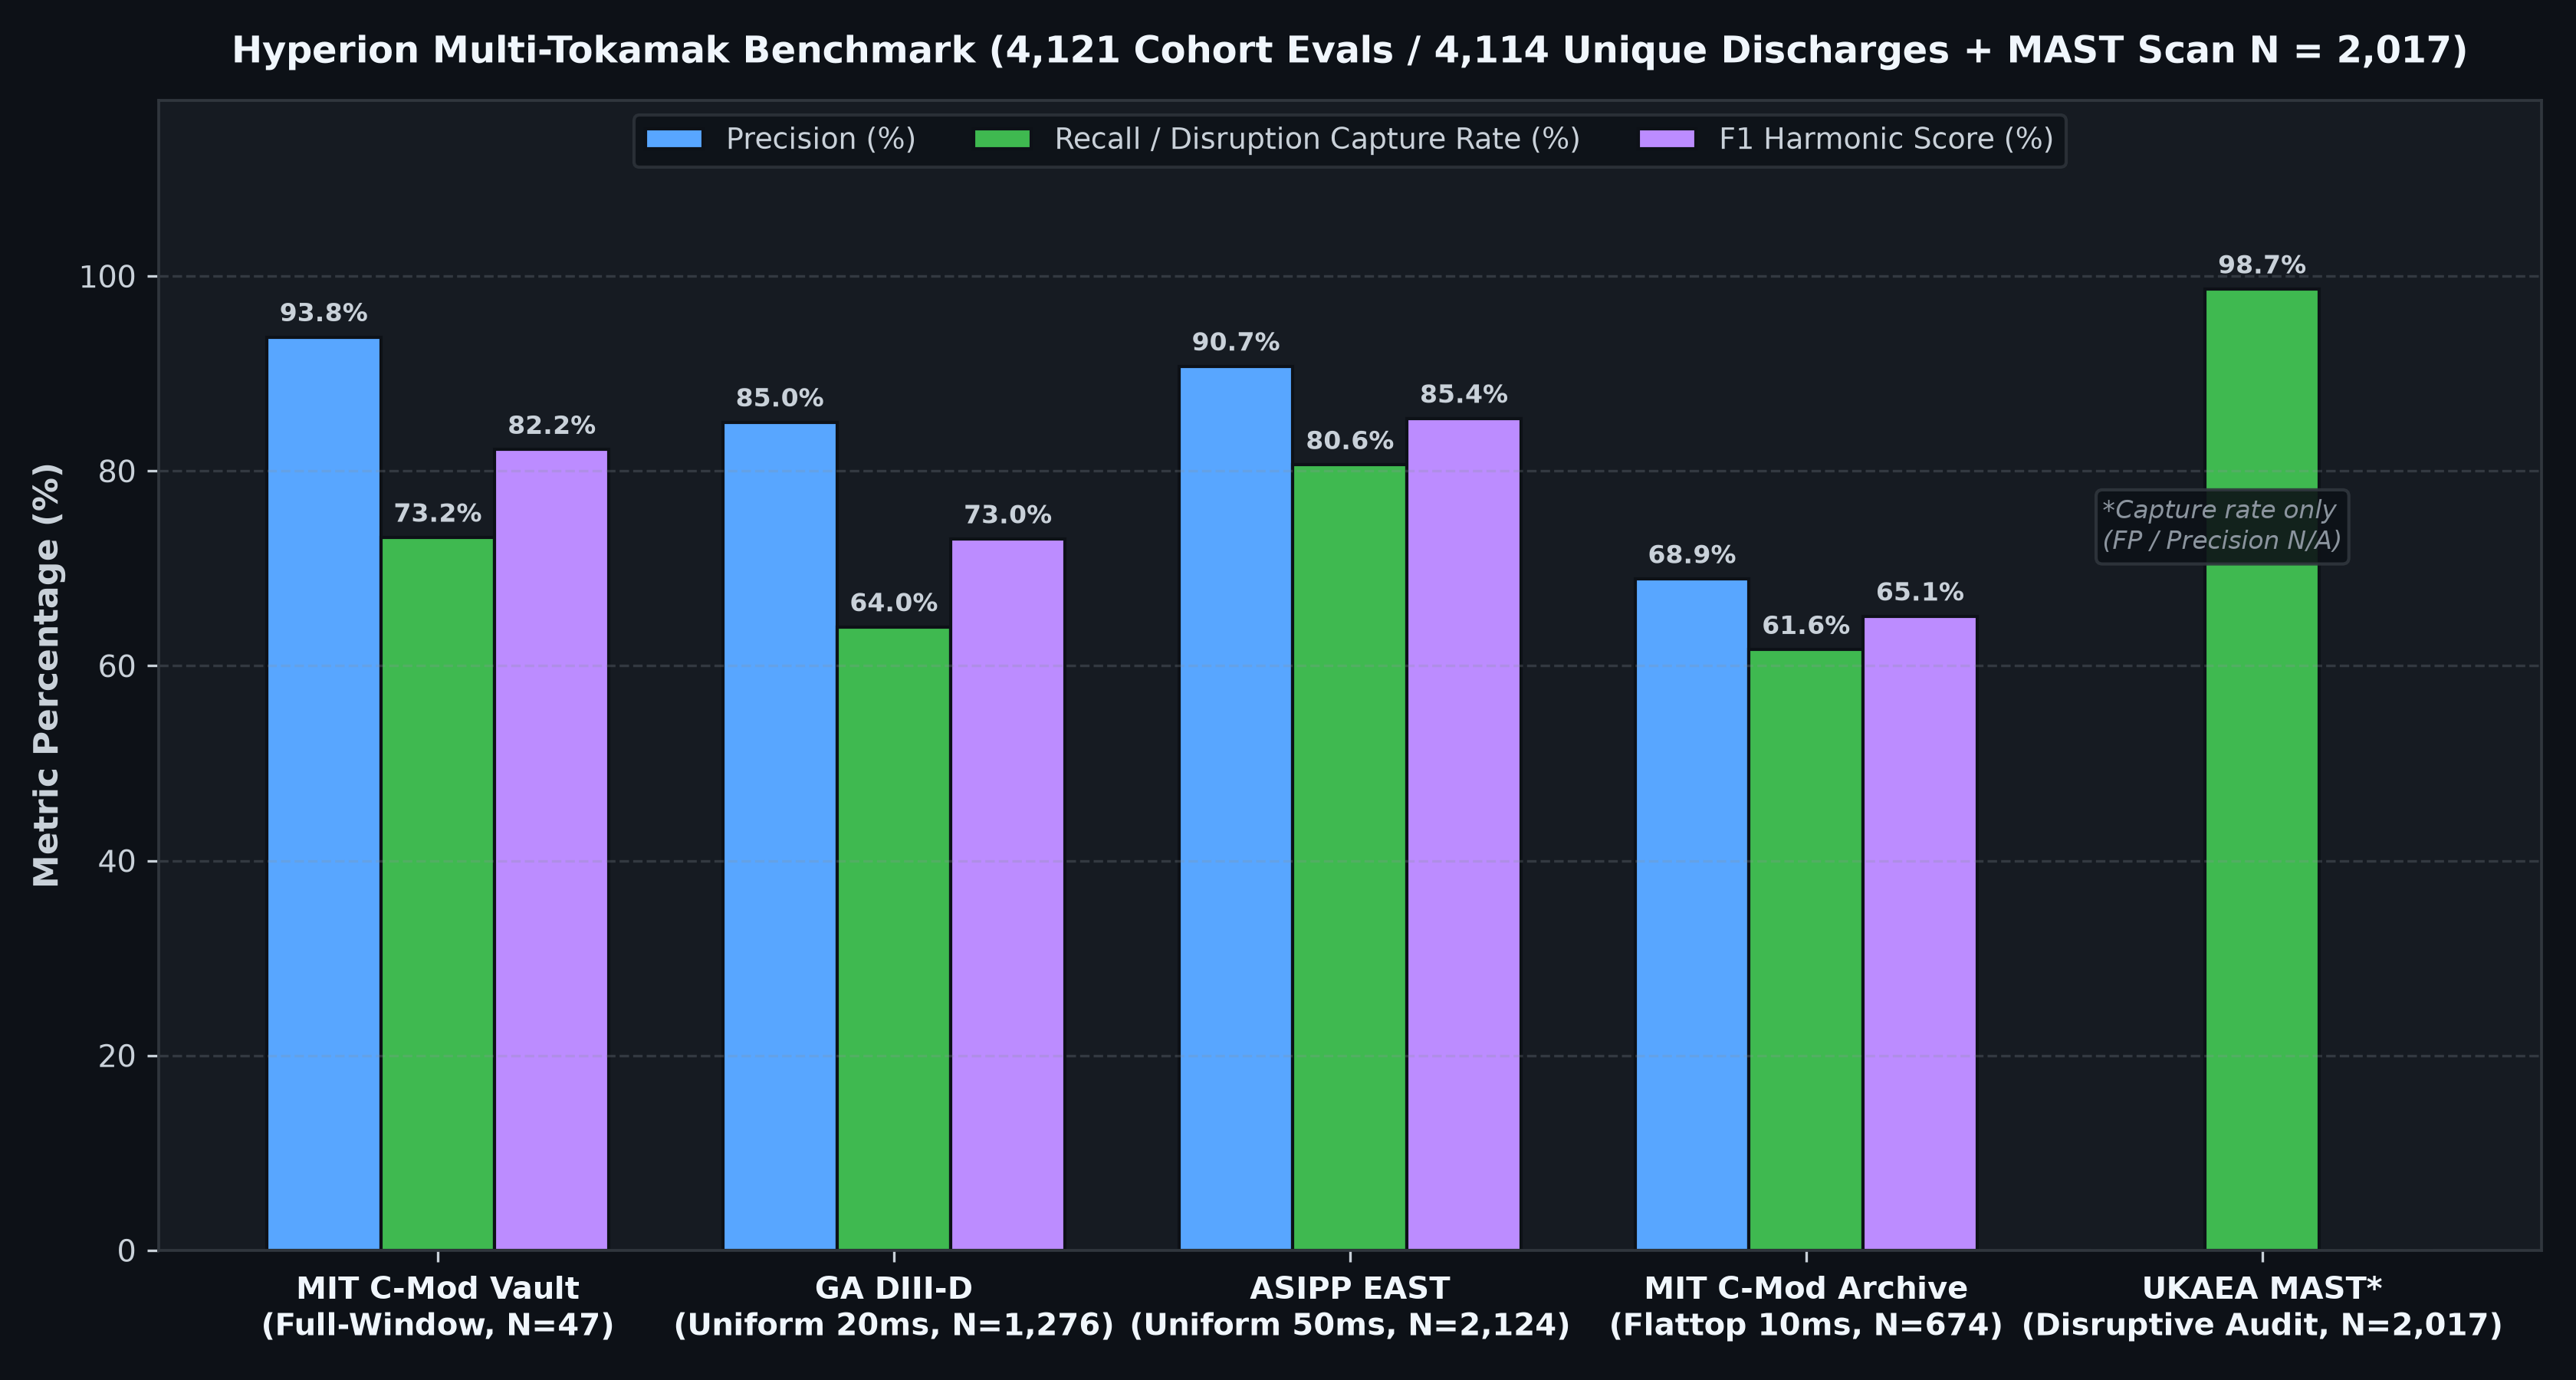 Hyperion Multi-Tokamak Benchmark (4,121 Cohort Evals / 4,114 Unique Discharges + MAST Scan N = 2,017)
Precision (%)
Recall / Disruption Capture Rate (%)
F1 Harmonic Score (%)
Metric Percentage (%)
100
80
60
40
20
0
93.8%
73.2%
82.2%
85.0%
64.0%
73.0%
90.7%
80.6%
85.4%
68.9%
61.6%
65.1%
98.7%
*Capture rate only
(FP / Precision N/A)
MIT C-Mod Vault
(Full-Window, N=47)
GA DIII-D
(Uniform 20ms, N=1,276)
ASIPP EAST
(Uniform 50ms, N=2,124)
MIT C-Mod Archive
(Flattop 10ms, N=674)
UKAEA MAST*
(Disruptive Audit, N=2,017)